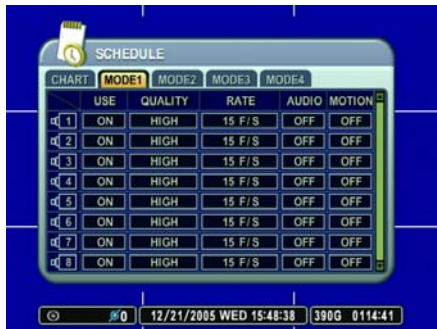 SCHEDULE
CHART MODE1 MODE2 MODE3 MODE4
USE QUALITY RATE AUDIO MOTION
1 ON HIGH 15 F/S OFF OFF
2 ON HIGH 15 F/S OFF OFF
3 ON HIGH 15 F/S OFF OFF
4 ON HIGH 15 F/S OFF OFF
5 ON HIGH 15 F/S OFF OFF
6 ON HIGH 15 F/S OFF OFF
7 ON HIGH 15 F/S OFF OFF
8 ON HIGH 15 F/S OFF OFF
0 12/21/2005 WED 15:48:38 390G 0114:41